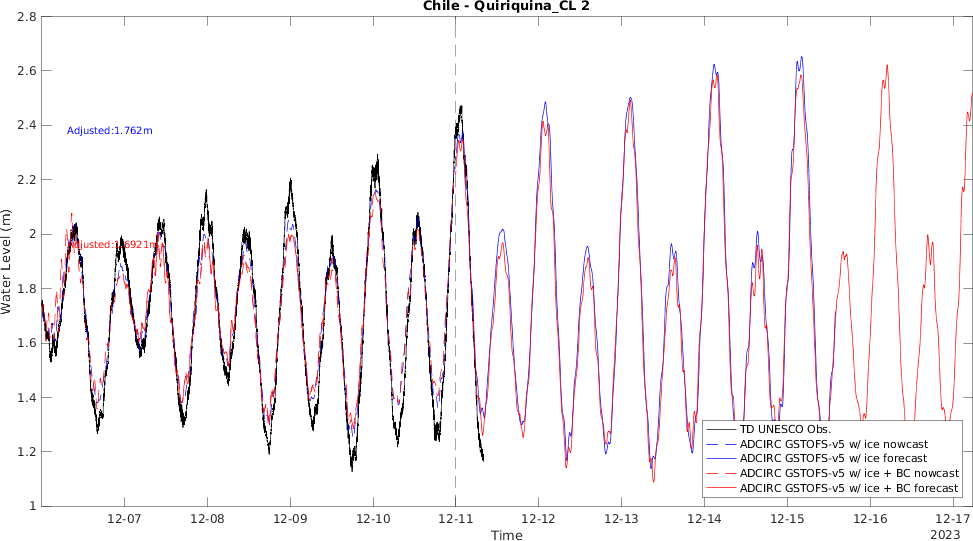 Chile - Quiriquina_CL 2
2.8
2.6
2.4
2.2
2
1.8
1.6
1.4
1.2
1
Water Level (m)
Adjusted:1.762m
Adjusted:1.6921m
TD UNESCO Obs.
ADCIRC GSTOFS-v5 w/ ice nowcast
ADCIRC GSTOFS-v5 w/ ice forecast
ADCIRC GSTOFS-v5 w/ ice + BC nowcast
ADCIRC GSTOFS-v5 w/ ice + BC forecast
12-07
12-08
12-09
12-10
12-11
12-12
12-13
12-14
12-15
12-16
12-17
Time
2023